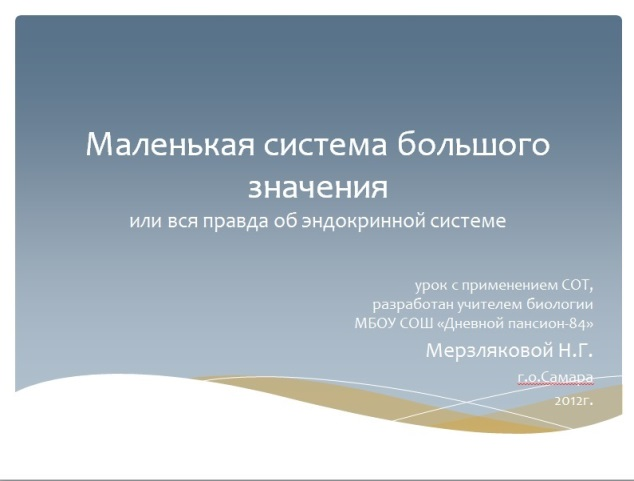 Маленькая система большого
значения
или вся правда об эндокринной системе
урок с применением СОТ,
разработан учителем биологии
МБОУ СОШ «Дневной пансион-84»
Мерзляковой Н.Г.
г.о.Самара
2012г.